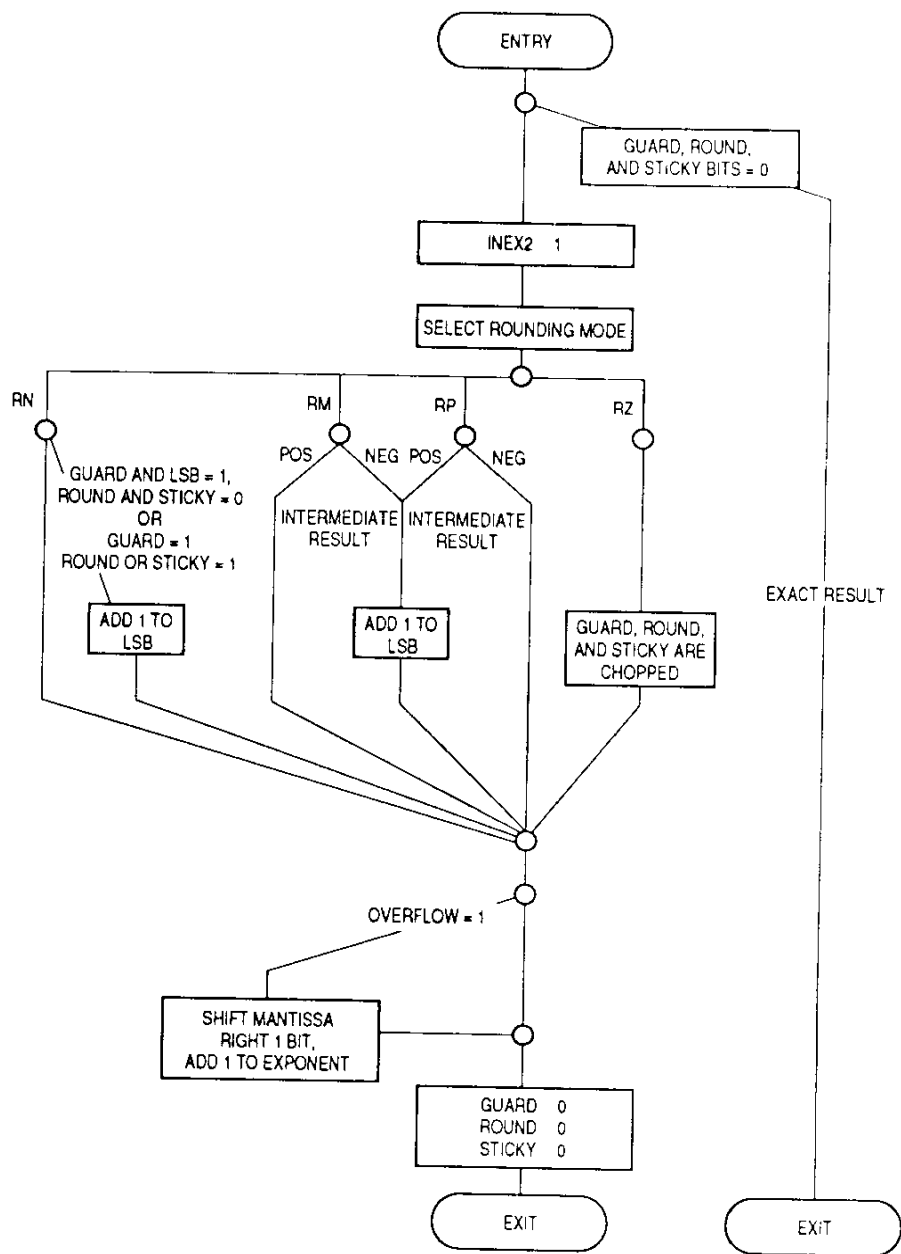 ENTRY
GUARD, ROUND,
AND STICKY BITS = 0
INEX2 1
SELECT ROUNDING MODE
RN
RM
RP
RZ
POS
NEG
POS
NEG
GUARD AND LSB = 1,
ROUND AND STICKY = 0
OR
GUARD = 1
ROUND OR STICKY = 1
INTERMEDIATE
RESULT
INTERMEDIATE
RESULT
EXACT RESULT
ADD 1 TO
LSB
ADD 1 TO
LSB
GUARD, ROUND,
AND STICKY ARE
CHOPPED
OVERFLOW = 1
SHIFT MANTISSA
RIGHT 1 BIT,
ADD 1 TO EXPONENT
GUARD 0
ROUND 0
STICKY 0
EXIT
EXIT